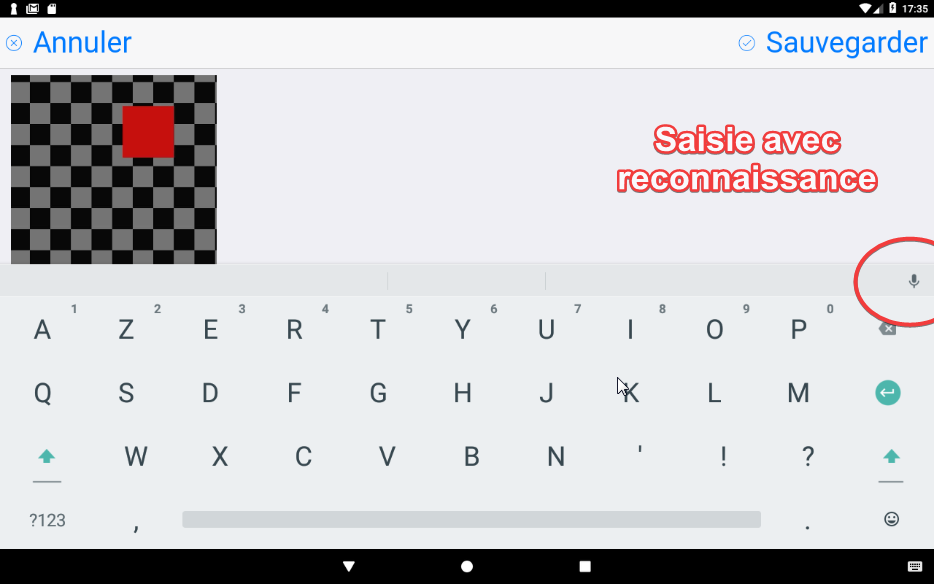 17:35
Annuler
Sauvegarder
Saisie avec
reconnaissance
1 2 3 4 5 6 7 8 9 0
A Z E R T Y U I O P
Q S D F G H J K L M
W X C V B N ' ! ?
?123 , .